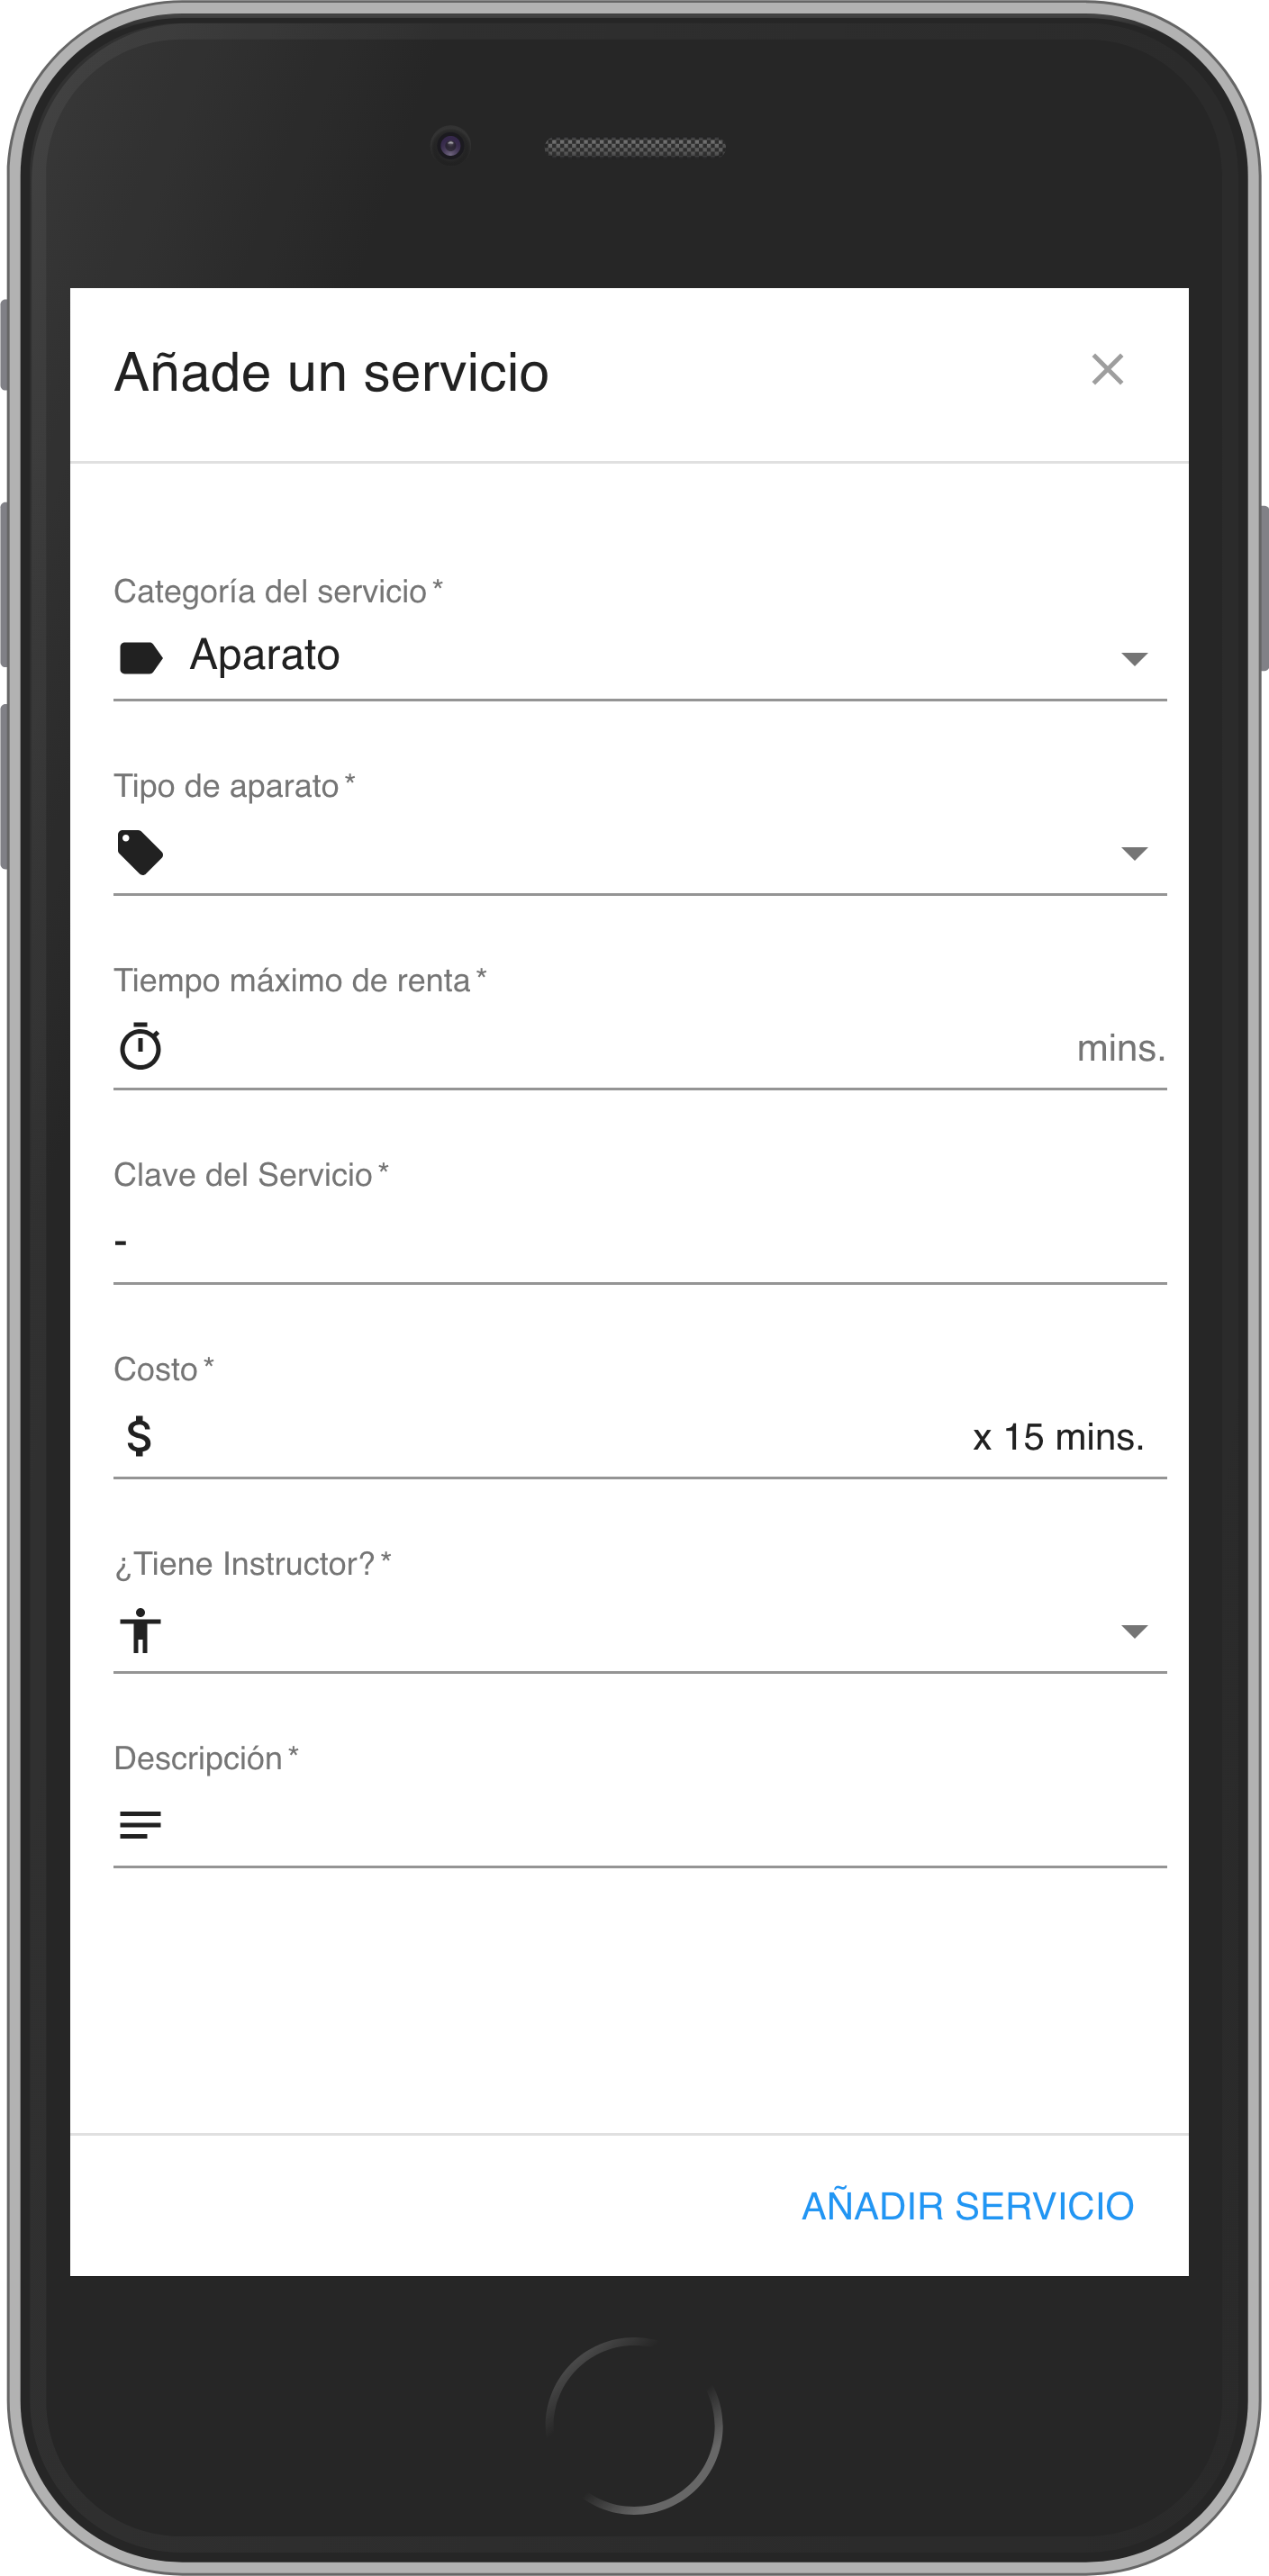 Añade un servicio
Categoría del servicio *
Aparato
Tipo de aparato *
Tiempo máximo de renta *
mins.
Clave del Servicio *
-
Costo *
$ x 15 mins.
¿Tiene Instructor? *
Descripción *
AÑADIR SERVICIO